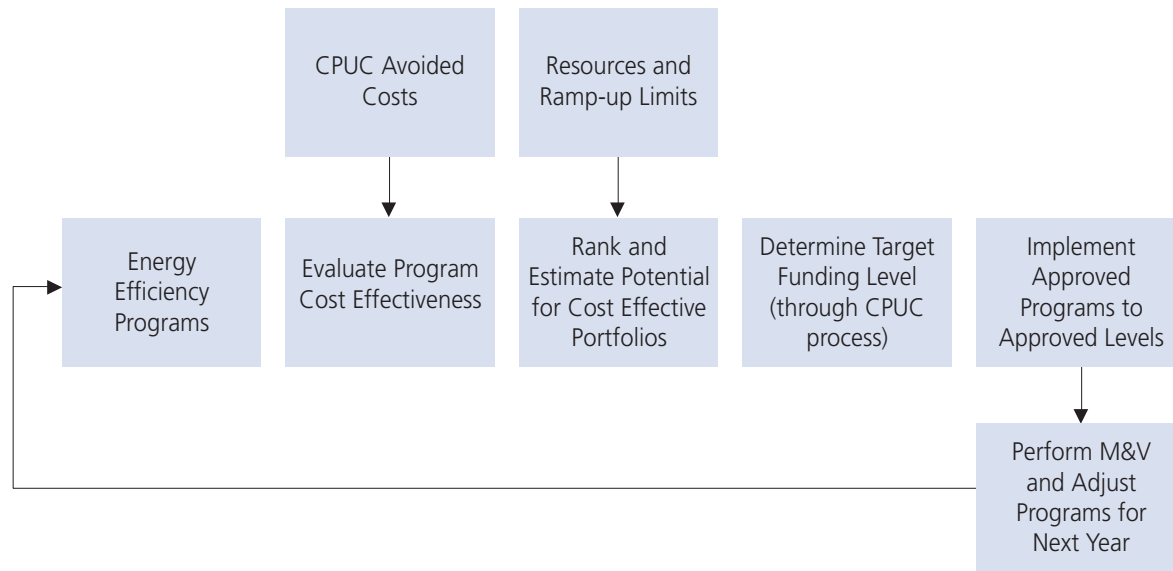 CPUC Avoided
Costs
Resources and
Ramp-up Limits
Energy
Efficiency
Programs
Evaluate Program
Cost Effectiveness
Rank and
Estimate Potential
for Cost Effective
Portfolios
Determine Target
Funding Level
(through CPUC
process)
Implement
Approved
Programs to
Approved Levels
Perform M&V
and Adjust
Programs for
Next Year